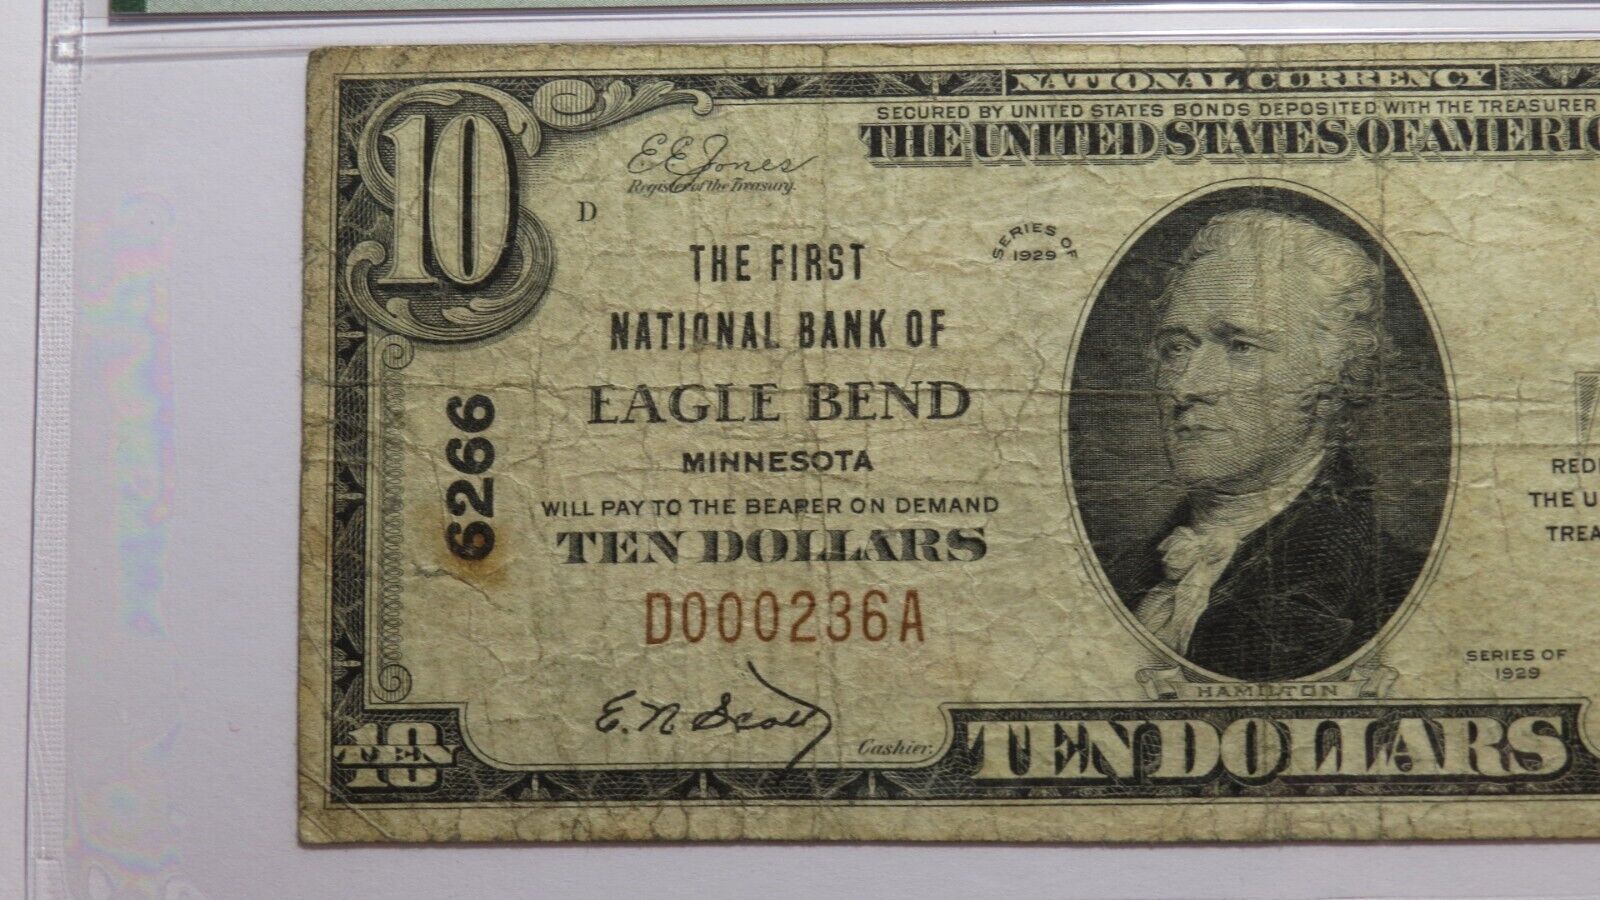 NATIONAL CURRENCY
SECURED BY UNITED STATES BONDS DEPOSITED WITH THE TREASURER
THE UNITED STATES OF AMERIC
10
E E Jones
Register of the Treasury.
D
SERIES OF
1929
THE FIRST
NATIONAL BANK OF
EAGLE BEND
MINNESOTA
6266
WILL PAY TO THE BEARER ON DEMAND
TEN DOLLARS
D000236A
REDE
THE U
TREA
SERIES OF
1929
HAMILTON
E. N. Scott
Cashier.
10
TEN
TEN DOLLARS